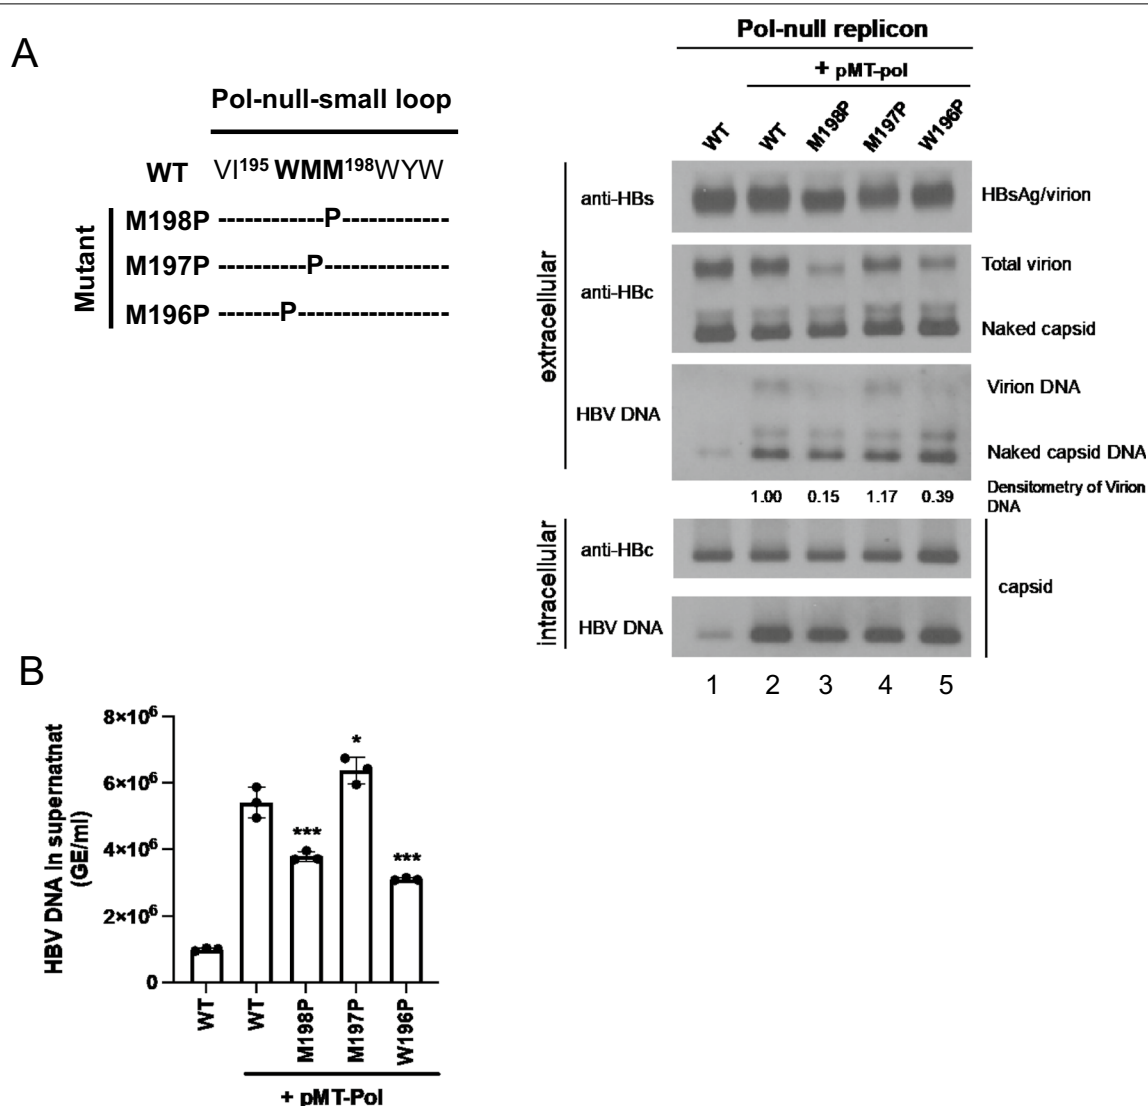 A
Pol-null-small loop
WT VI195 WMM198WYW
Mutant
M198P ------------P------------
M197P ----------P--------------
M196P -------P-----------------
Pol-null replicon
+ pMT-pol
WT WT M198P M197P W196P
extracellular
anti-HBs HBsAg/virion
anti-HBc Total virion
Naked capsid
HBV DNA Virion DNA
Naked capsid DNA
1.00 0.15 1.17 0.39 Densitometry of Virion
DNA
intracellular
anti-HBc
capsid
HBV DNA
1 2 3 4 5
B
HBV DNA in supernatnat
(GE/ml)
8×106
6×106
4×106
2×106
0
*** * ***
WT WT M198P M197P W196P
+ pMT-Pol